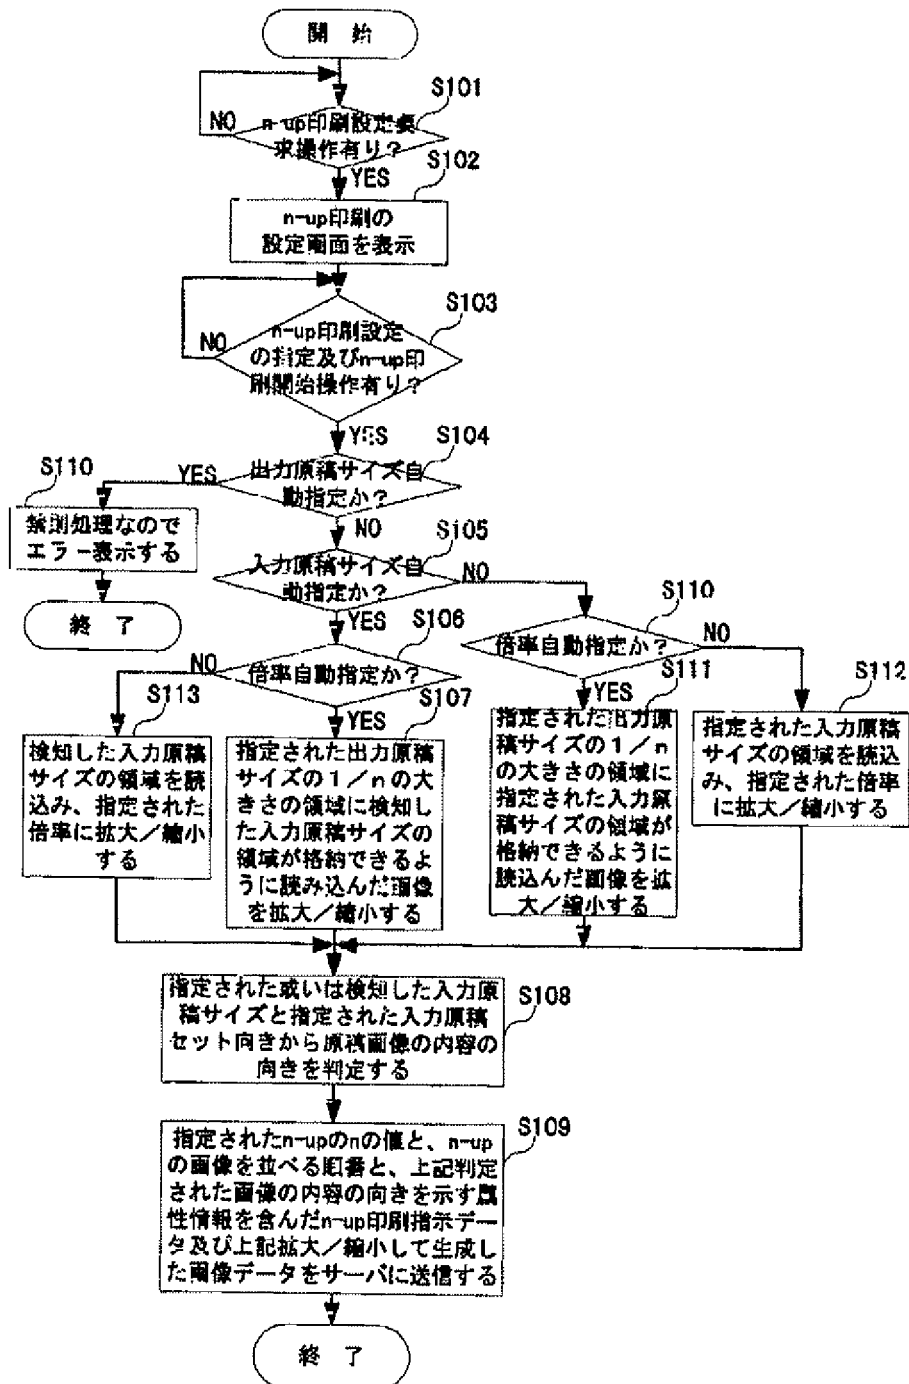 開 始
S101
NO
n-up印刷設定要
求操作有り？
YES
S102
n-up印刷の
設定画面を表示
S103
NO
n-up印刷設定
の指定及びn-up印
刷開始操作有り？
YES
S104
出力原稿サイズ自
動指定か？
YES
S110
禁則処理なので
エラー表示する
終 了
NO
S105
入力原稿サイズ自
動指定か？
NO
YES
S106
倍率自動指定か？
NO
S110
倍率自動指定か？
NO
S113
検知した入力原稿
サイズの領域を読
込み、指定された
倍率に拡大／縮小
する
YES
S107
指定された出力原稿
サイズの１／ｎの大
きさの領域に検知し
た入力原稿サイズの
領域が格納できるよ
うに読み込んだ画像
を拡大／縮小する
YES
S111
指定された出力原
稿サイズの１／ｎ
の大きさの領域に
指定された入力原
稿サイズの領域が
格納できるように
読込んだ画像を拡
大／縮小する
S112
指定された入力原稿
サイズの領域を読込
み、指定された倍率
に拡大／縮小する
指定された或いは検知した入力原
稿サイズと指定された入力原稿
セット向きから原稿画像の内容の
向きを判定する
S108
指定されたn-upのnの値と、n-up
の画像を並べる順番と、上記判定
された画像の内容の向きを示す属
性情報を含んだn-up印刷指示デー
タ及び上記拡大／縮小して生成し
た画像データをサーバに送信する
S109
終 了